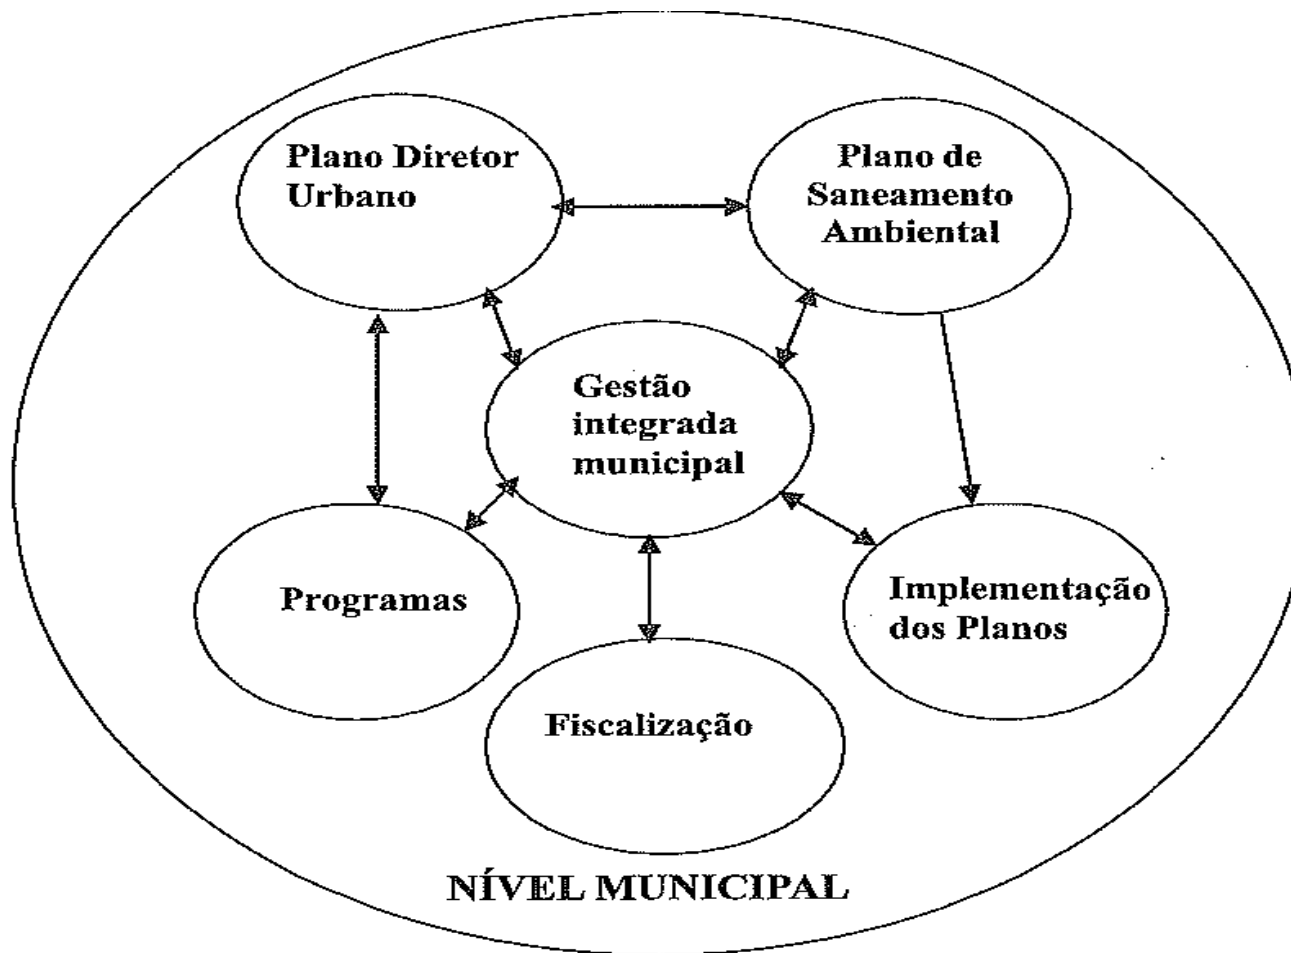 Plano Diretor
Urbano
Plano de
Saneamento
Ambiental
Gestão
integrada
municipal
Programas
Implementação
dos Planos
Fiscalização
NÍVEL MUNICIPAL